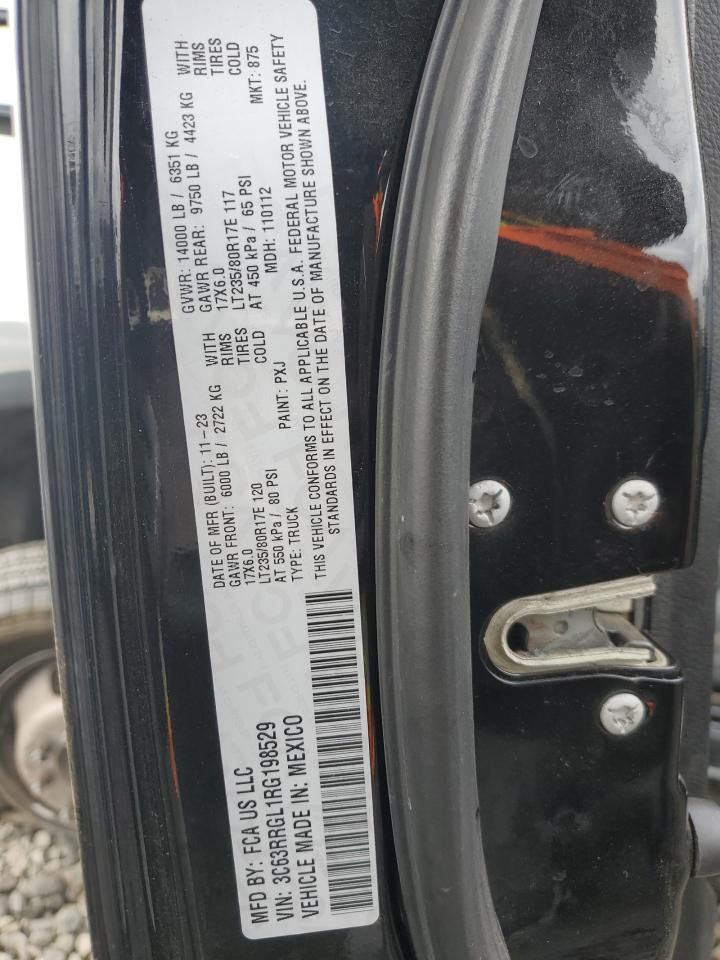 MFD BY: FCA US LLC
VIN: 3C63RRGL1RG198529
VEHICLE MADE IN: MEXICO
DATE OF MFR (BUILT): 11-23
GVWR: 14000 LB / 6351 KG
GAWR FRONT: 6000 LB / 2722 KG WITH
17X6.0 RIMS
LT235/80R17E 120 TIRES
AT 550 kPa / 80 PSI COLD
GAWR REAR: 9750 LB / 4423 KG WITH
17X6.0 RIMS
LT235/80R17E 117 TIRES
AT 450 kPa / 65 PSI COLD
TYPE: TRUCK PAINT: PXJ MDH: 110112 MKT: 875
THIS VEHICLE CONFORMS TO ALL APPLICABLE U.S.A. FEDERAL MOTOR VEHICLE SAFETY
STANDARDS IN EFFECT ON THE DATE OF MANUFACTURE SHOWN ABOVE.